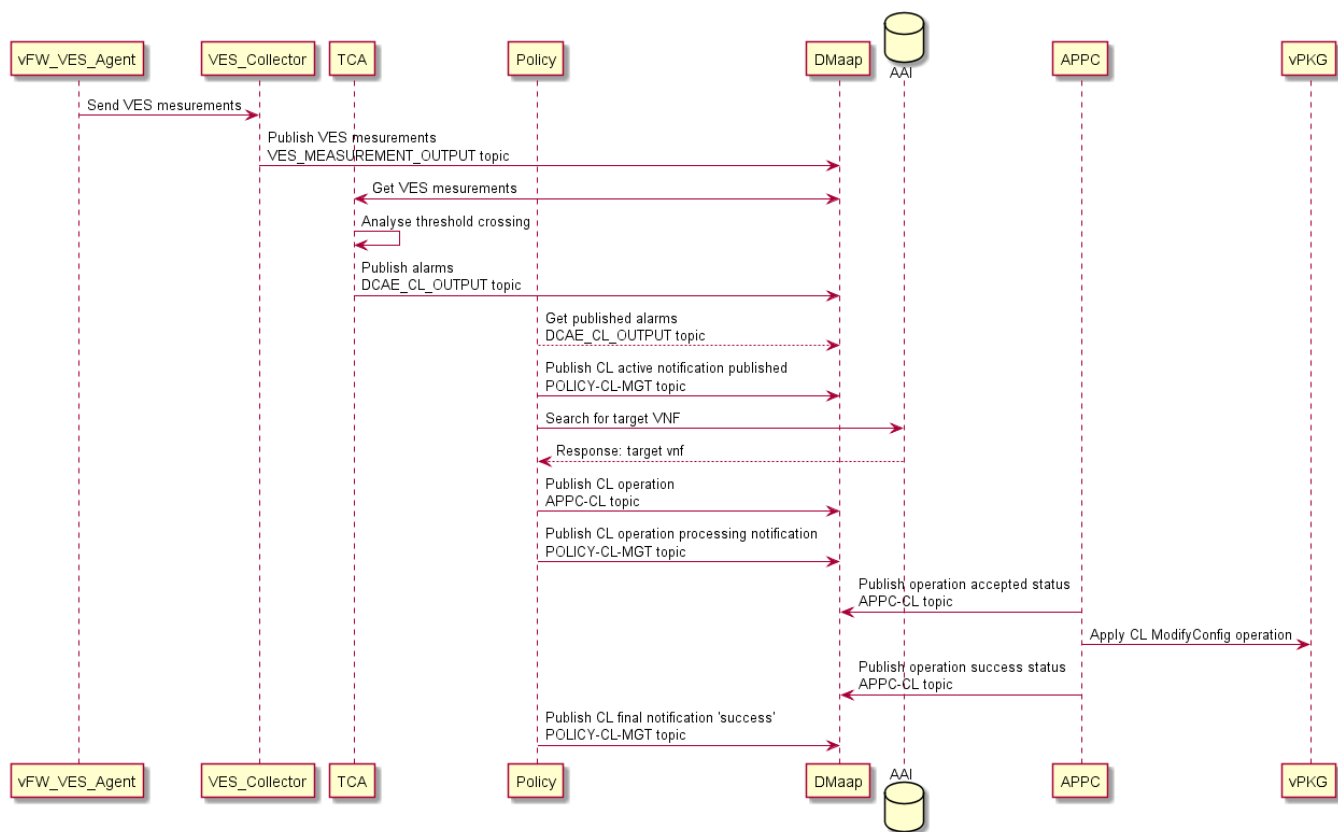 vFW_VES_Agent
VES_Collector
TCA
Policy
DMaap
AAI
APPC
vPKG
Send VES mesurements
Publish VES mesurements
VES_MEASUREMENT_OUTPUT topic
Get VES mesurements
Analyse threshold crossing
Publish alarms
DCAE_CL_OUTPUT topic
Get published alarms
DCAE_CL_OUTPUT topic
Publish CL active notification published
POLICY-CL-MGT topic
Search for target VNF
Response: target vnf
Publish CL operation
APPC-CL topic
Publish CL operation processing notification
POLICY-CL-MGT topic
Publish operation accepted status
APPC-CL topic
Apply CL ModifyConfig operation
Publish operation success status
APPC-CL topic
Publish CL final notification 'success'
POLICY-CL-MGT topic
vFW_VES_Agent
VES_Collector
TCA
Policy
DMaap
AAI
APPC
vPKG